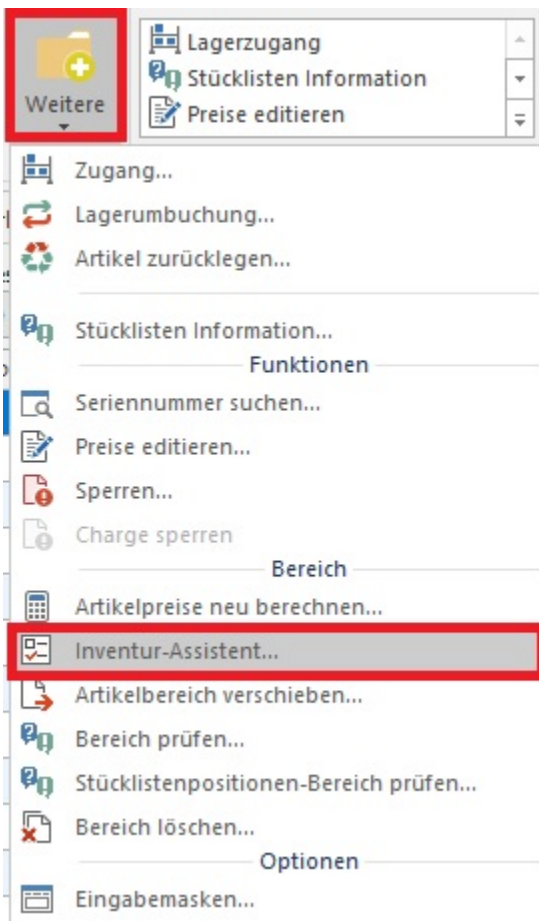 Weitere
Lagerzugang
Stücklisten Information
Preise editieren
Zugang...
Lagerumbuchung...
Artikel zurücklegen...
Stücklisten Information...
Funktionen
Seriennummer suchen...
Preise editieren...
Sperren...
Charge sperren
Bereich
Artikelpreise neu berechnen...
Inventur-Assistent...
Artikelbereich verschieben...
Bereich prüfen...
Stücklistenpositionen-Bereich prüfen...
Bereich löschen...
Optionen
Eingabemasken...